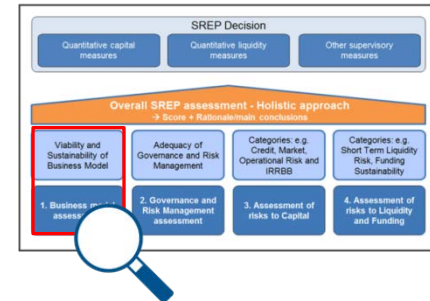 SREP Decision
Quantitative capital
measures
Quantitative liquidity
measures
Other supervisory
measures
Overall SREP assessment - Holistic approach
→ Score + Rationale/main conclusions
Viability and
Sustainability of
Business Model
Adequacy of
Governance and Risk
Management
Categories: e.g.
Credit, Market,
Operational Risk and
IRRBB
Categories: e.g.
Short Term Liquidity
Risk, Funding
Sustainability
1. Business
2. Governance and
Risk Management
assessment
3. Assessment of
risks to Capital
4. Assessment of
risks to Liquidity
and Funding